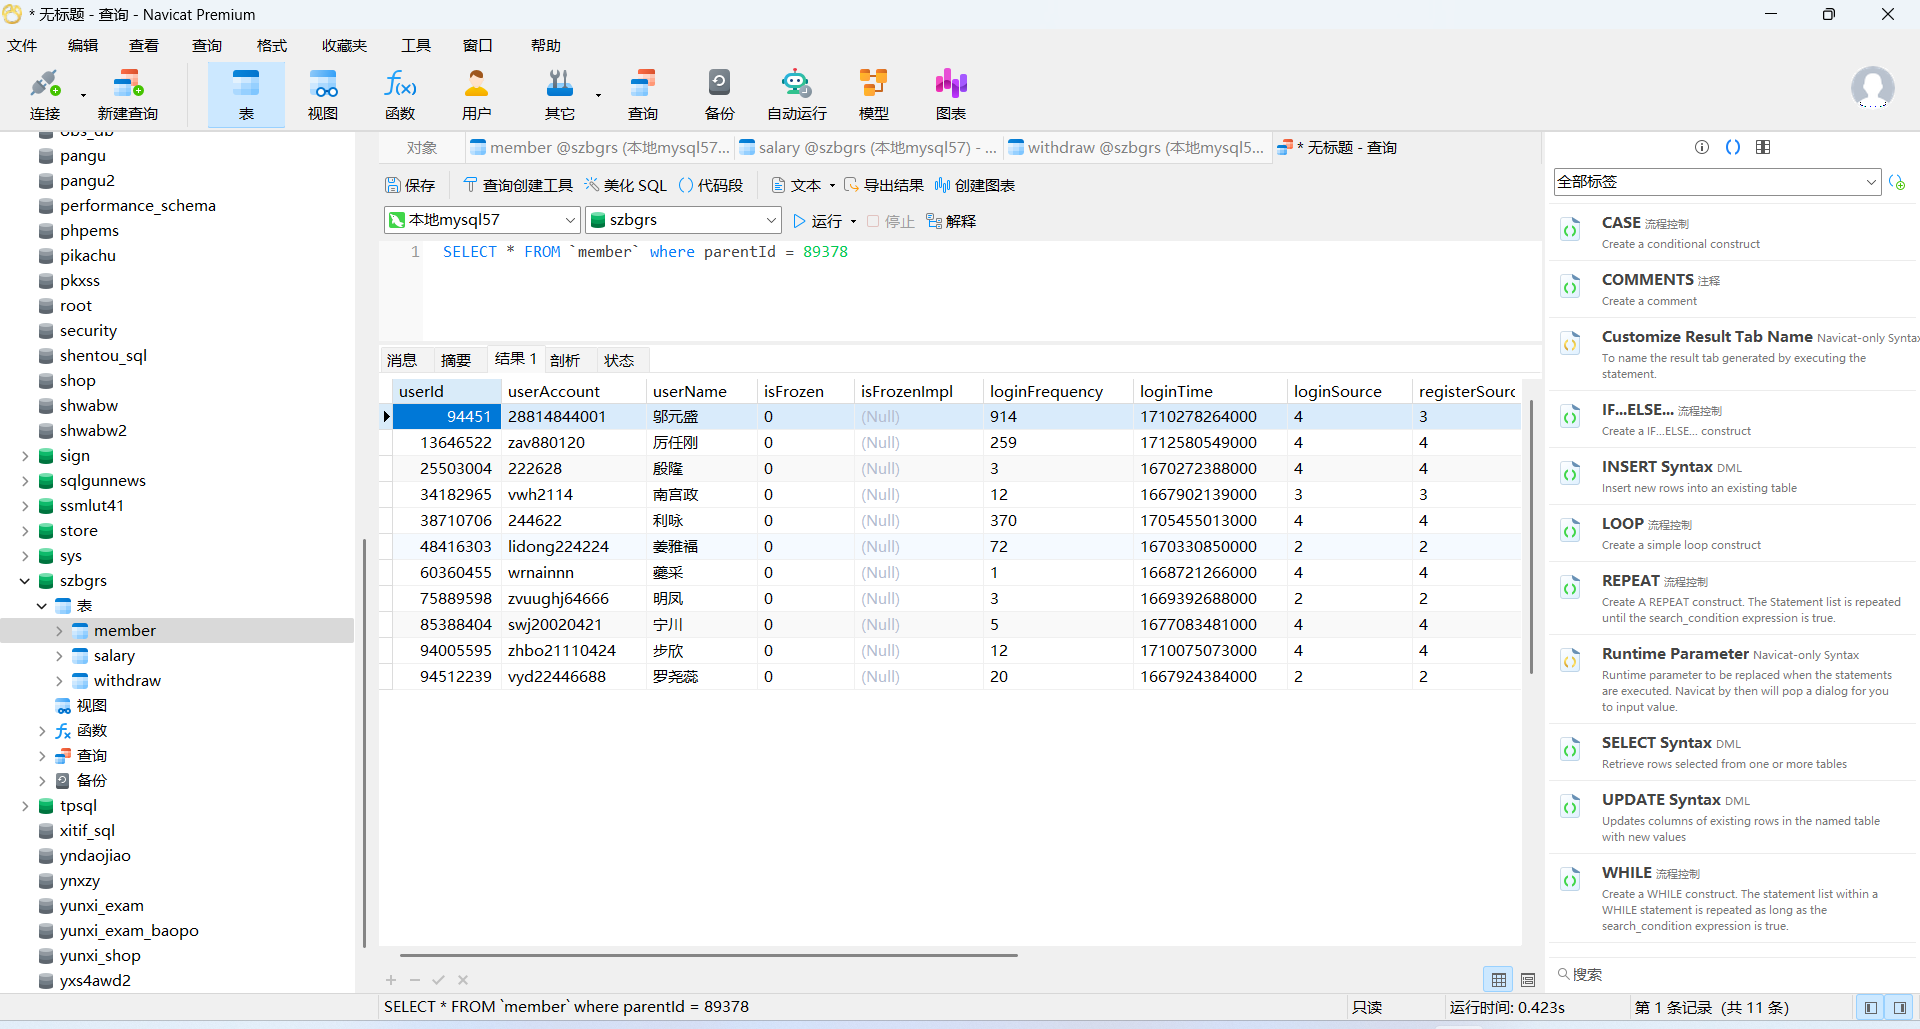 * 无标题 - 查询 - Navicat Premium
文件 编辑 查看 查询 格式 收藏夹 工具 窗口 帮助
连接 新建查询 表 视图 函数 用户 其它 查询 备份 自动运行 模型 图表
obs_db
pangu
pangu2
performance_schema
phpems
pikachu
pkxss
root
security
shentou_sql
shop
shwabw
shwabw2
sign
sqlgunnews
ssmlut41
store
sys
szbgrs
表
member
salary
withdraw
视图
函数
查询
备份
tpsql
xitif_sql
yndaojiao
ynxzy
yunxi_exam
yunxi_exam_baopo
yunxi_shop
yxs4awd2
对象 member @szbgrs (本地mysql57... salary @szbgrs (本地mysql57) - ... withdraw @szbgrs (本地mysql5... * 无标题 - 查询
保存 查询创建工具 美化 SQL 代码段 文本 导出结果 创建图表
本地mysql57 szbgrs 运行 停止 解释
1 SELECT * FROM `member` where parentId = 89378
消息 摘要 结果 1 剖析 状态
userId userAccount userName isFrozen isFrozenImpl loginFrequency loginTime loginSource registerSourc
94451 28814844001 邬元盛 0 (Null) 914 1710278264000 4 3
13646522 zav880120 厉任刚 0 (Null) 259 1712580549000 4 4
25503004 222628 殷隆 0 (Null) 3 1670272388000 4 4
34182965 vwh2114 南宫政 0 (Null) 12 1667902139000 3 3
38710706 244622 利咏 0 (Null) 370 1705455013000 4 4
48416303 lidong224224 姜雅福 0 (Null) 72 1670330850000 2 2
60360455 wrnainnn 蘷采 0 (Null) 1 1668721266000 4 4
75889598 zvuughj64666 明凤 0 (Null) 3 1669392688000 2 2
85388404 swj20020421 宁川 0 (Null) 5 1677083481000 4 4
94005595 zhbo21110424 步欣 0 (Null) 12 1710075073000 4 4
94512239 vyd22446688 罗尧蕊 0 (Null) 20 1667924384000 2 2
全部标签
CASE 流程控制
Create a conditional construct
COMMENTS 注释
Create a comment
Customize Result Tab Name Navicat-only Syntax
To name the result tab generated by executing the
statement.
IF...ELSE... 流程控制
Create a IF...ELSE... construct
INSERT Syntax DML
Insert new rows into an existing table
LOOP 流程控制
Create a simple loop construct
REPEAT 流程控制
Create A REPEAT construct. The Statement list is repeated
until the search_condition expression is true.
Runtime Parameter Navicat-only Syntax
Runtime parameter to be replaced when the statements
are executed. Navicat by then will pop a dialog for you
to input value.
SELECT Syntax DML
Retrieve rows selected from one or more tables
UPDATE Syntax DML
Updates columns of existing rows in the named table
with new values
WHILE 流程控制
Create a WHILE construct. The statement list within a
WHILE statement is repeated as long as the
search_condition expression is true.
搜索
SELECT * FROM `member` where parentId = 89378 只读 运行时间: 0.423s 第 1 条记录 (共 11 条)